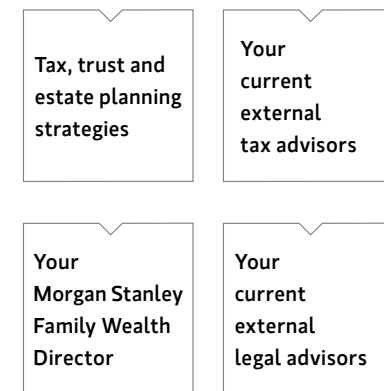 Tax, trust and
estate planning
strategies
Your
current
external
tax advisors
Your
Morgan Stanley
Family Wealth
Director
Your
current
external
legal advisors